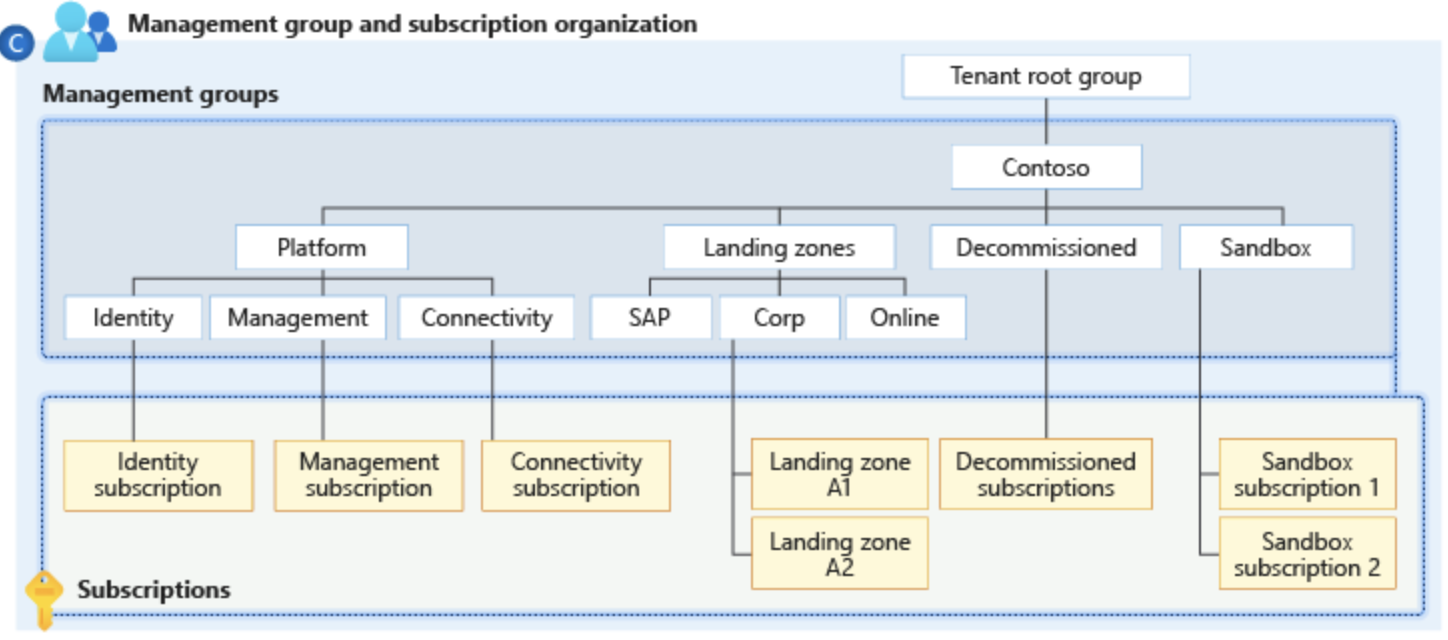 C
Management group and subscription organization
Management groups
Tenant root group
Contoso
Platform
Landing zones
Decommissioned
Sandbox
Identity
Management
Connectivity
SAP
Corp
Online
Identity
subscription
Management
subscription
Connectivity
subscription
Landing zone
A1
Decommissioned
subscriptions
Sandbox
subscription 1
Landing zone
A2
Sandbox
subscription 2
Subscriptions